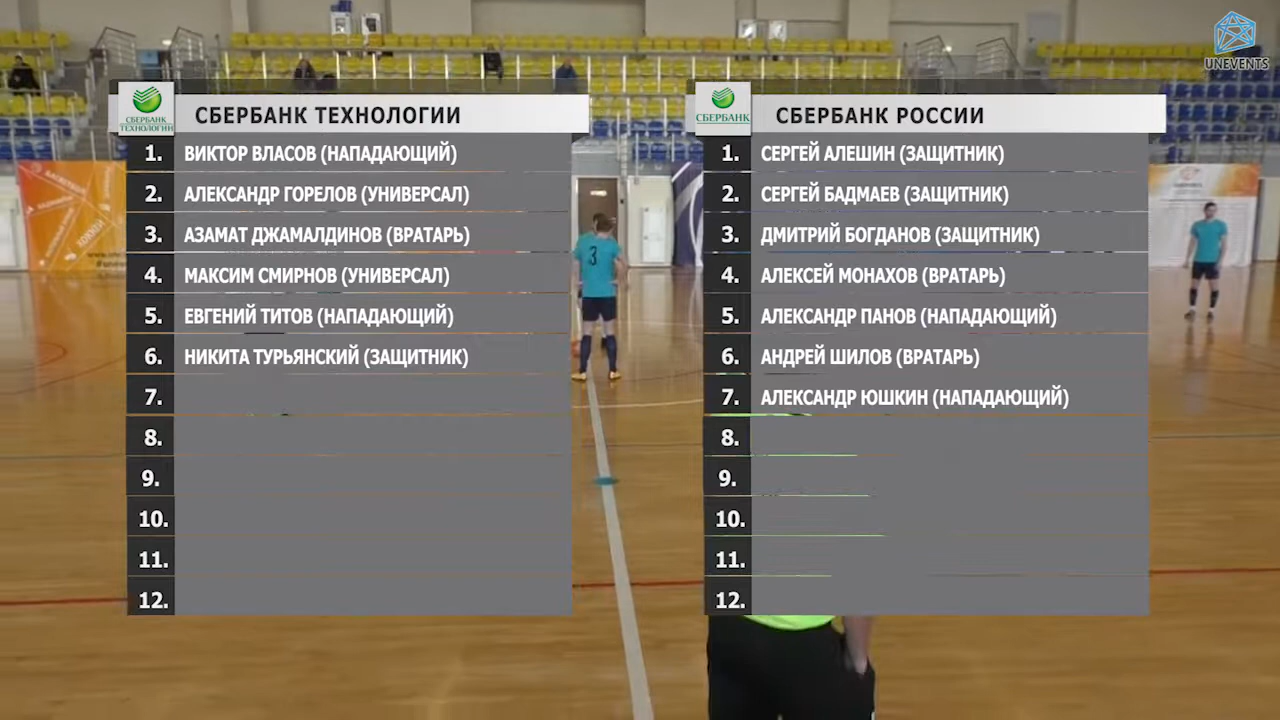 UNEVENTS
СБЕРБАНК ТЕХНОЛОГИИ
СБЕРБАНК
ТЕХНОЛОГИИ
1. ВИКТОР ВЛАСОВ (НАПАДАЮЩИЙ)
2. АЛЕКСАНДР ГОРЕЛОВ (УНИВЕРСАЛ)
3. АЗАМАТ ДЖАМАЛДИНОВ (ВРАТАРЬ)
4. МАКСИМ СМИРНОВ (УНИВЕРСАЛ)
5. ЕВГЕНИЙ ТИТОВ (НАПАДАЮЩИЙ)
6. НИКИТА ТУРЬЯНСКИЙ (ЗАЩИТНИК)
7.
8.
9.
10.
11.
12.
СБЕРБАНК РОССИИ
СБЕРБАНК
1. СЕРГЕЙ АЛЕШИН (ЗАЩИТНИК)
2. СЕРГЕЙ БАДМАЕВ (ЗАЩИТНИК)
3. ДМИТРИЙ БОГДАНОВ (ЗАЩИТНИК)
4. АЛЕКСЕЙ МОНАХОВ (ВРАТАРЬ)
5. АЛЕКСАНДР ПАНОВ (НАПАДАЮЩИЙ)
6. АНДРЕЙ ШИЛОВ (ВРАТАРЬ)
7. АЛЕКСАНДР ЮШКИН (НАПАДАЮЩИЙ)
8.
9.
10.
11.
12.
3